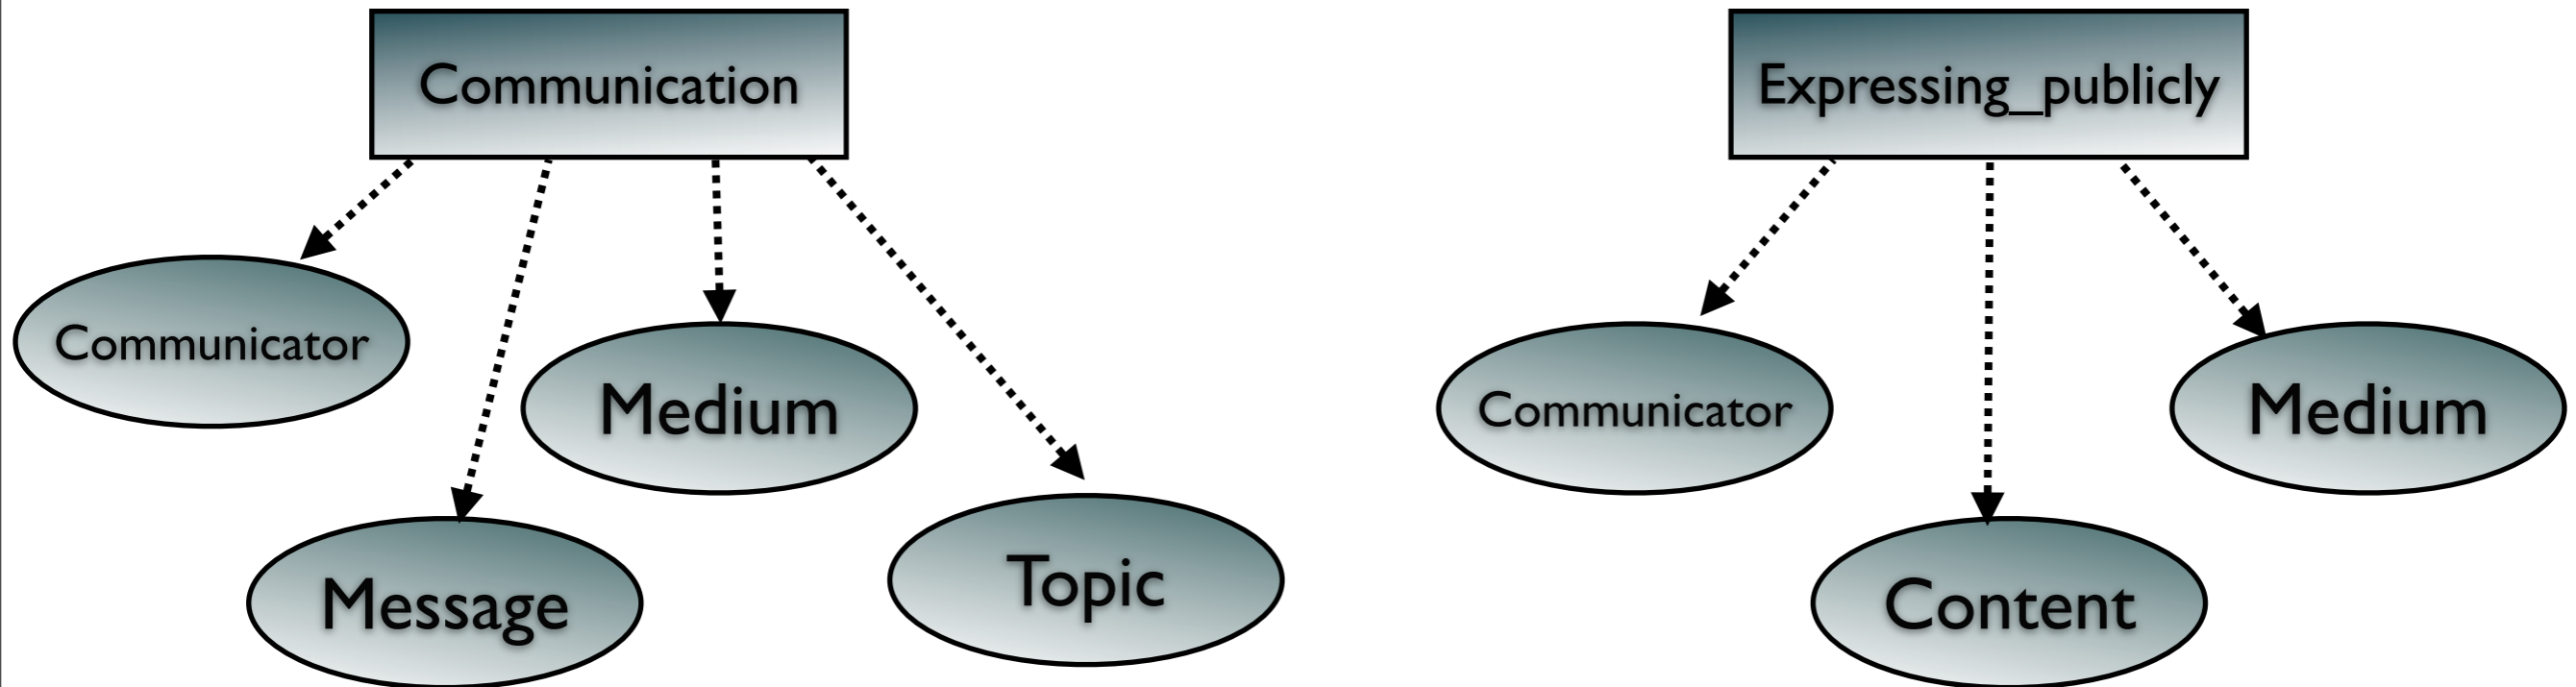 Communication
Expressing_publicly
Communicator
Medium
Message
Topic
Communicator
Medium
Content